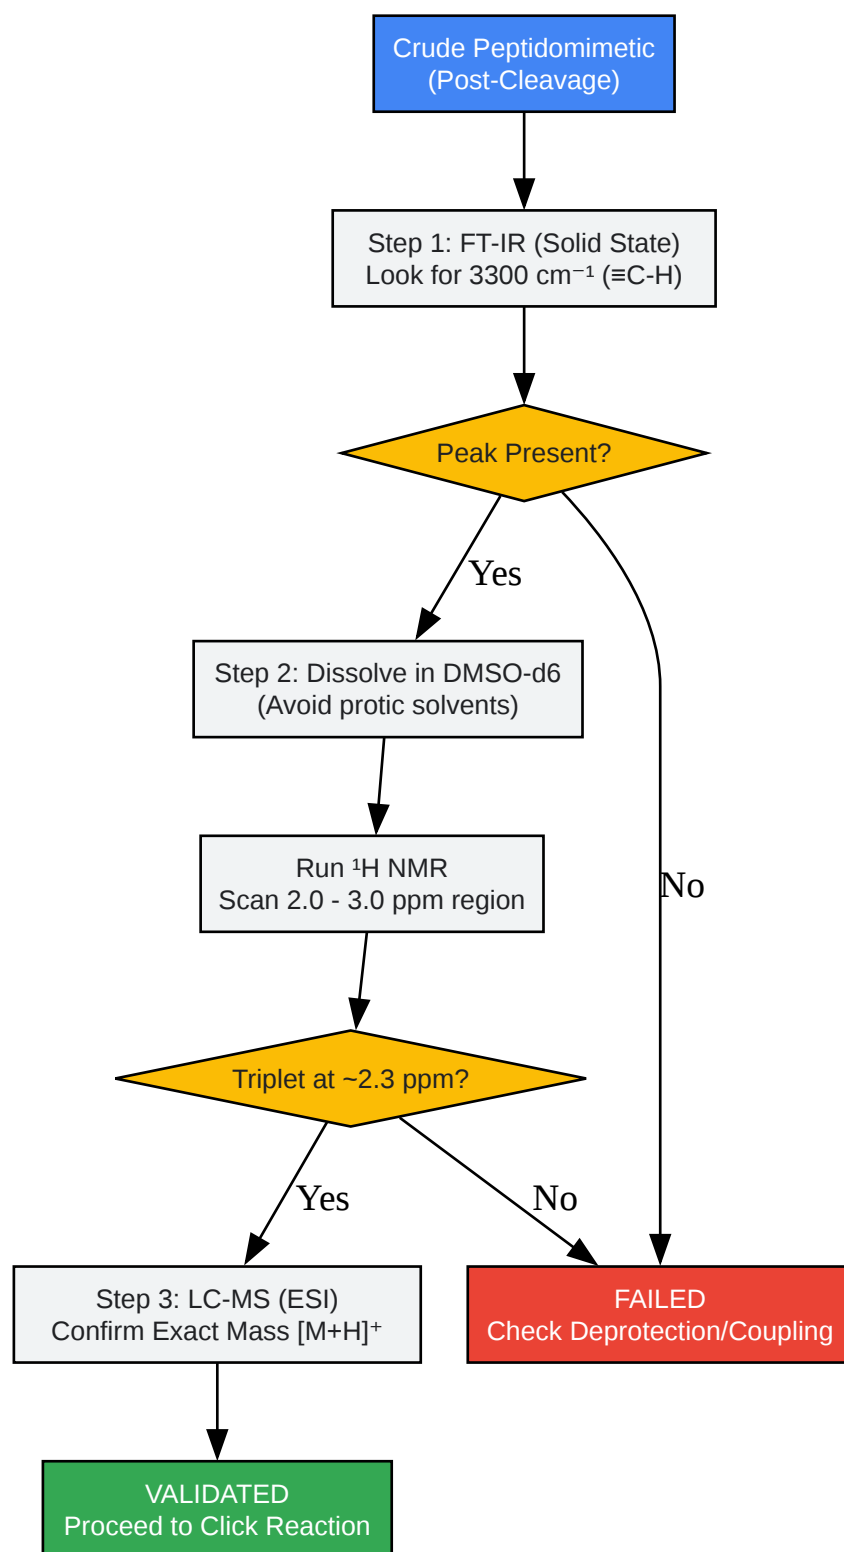 Crude Peptidomimetic
(Post-Cleavage)
Step 1: FT-IR (Solid State)
Look for 3300 cm⁻¹ (≡C-H)
Peak Present?
Yes
No
Step 2: Dissolve in DMSO-d6
(Avoid protic solvents)
Run ¹H NMR
Scan 2.0 - 3.0 ppm region
Triplet at ~2.3 ppm?
Yes
No
Step 3: LC-MS (ESI)
Confirm Exact Mass [M+H]⁺
FAILED
Check Deprotection/Coupling
VALIDATED
Proceed to Click Reaction